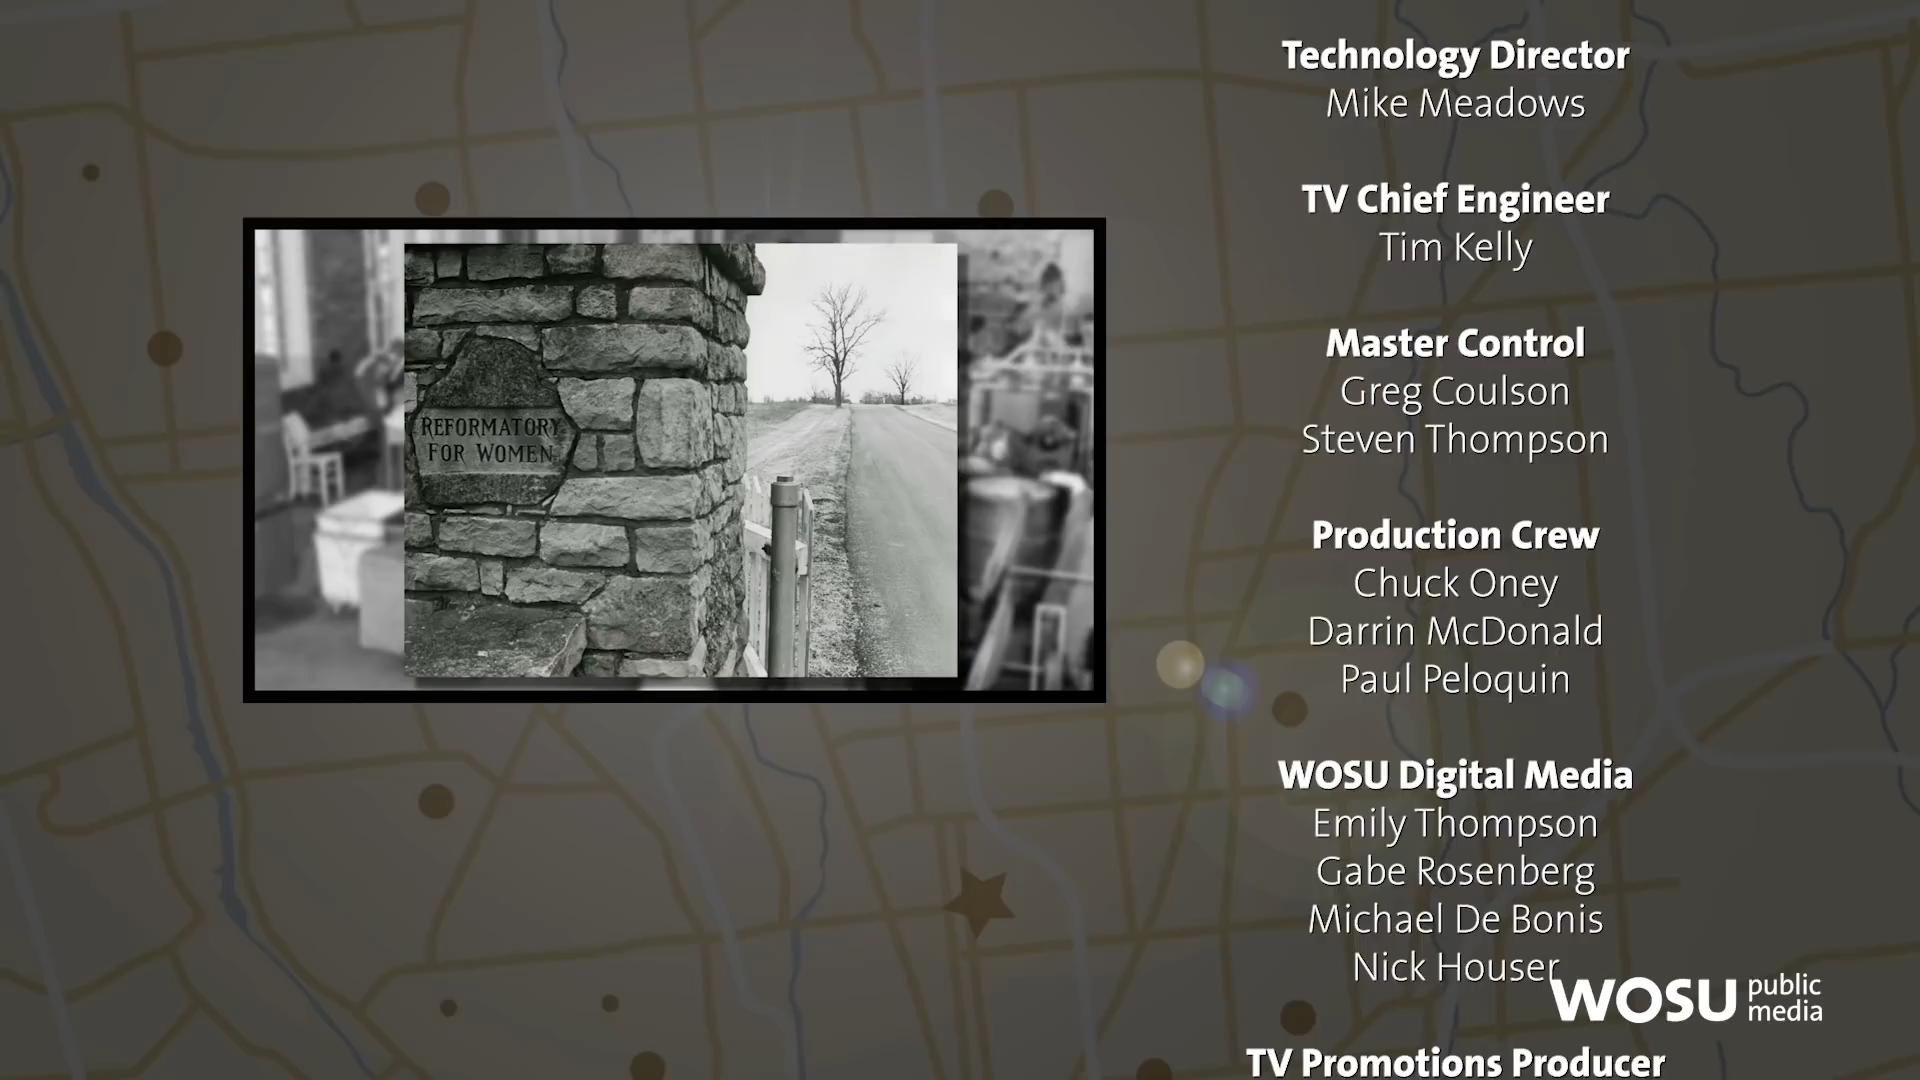 REFORMATORY
FOR WOMEN
Technology Director
Mike Meadows
TV Chief Engineer
Tim Kelly
Master Control
Greg Coulson
Steven Thompson
Production Crew
Chuck Oney
Darrin McDonald
Paul Peloquin
WOSU Digital Media
Emily Thompson
Gabe Rosenberg
Michael De Bonis
Nick Houser
WOSU public
media
TV Promotions Producer